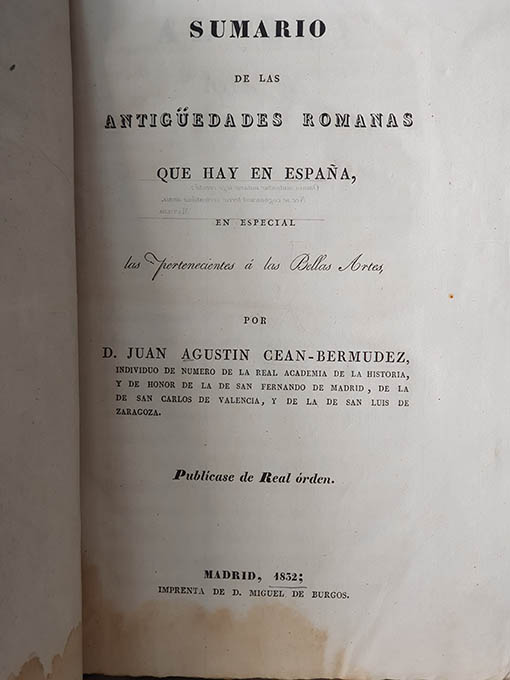 SUMARIO
DE LAS
ANTIGÜEDADES ROMANAS
QUE HAY EN ESPAÑA,
EN ESPECIAL
las pertenecientes á las Bellas Artes,
POR
D. JUAN AGUSTIN CEAN-BERMUDEZ,
INDIVIDUO DE NUMERO DE LA REAL ACADEMIA DE LA HISTORIA,
Y DE HONOR DE LA DE SAN FERNANDO DE MADRID, DE LA
DE SAN CARLOS DE VALENCIA, Y DE LA DE SAN LUIS DE
ZARAGOZA.
Publícase de Real órden.
MADRID, 1832;
IMPRENTA DE D. MIGUEL DE BURGOS.